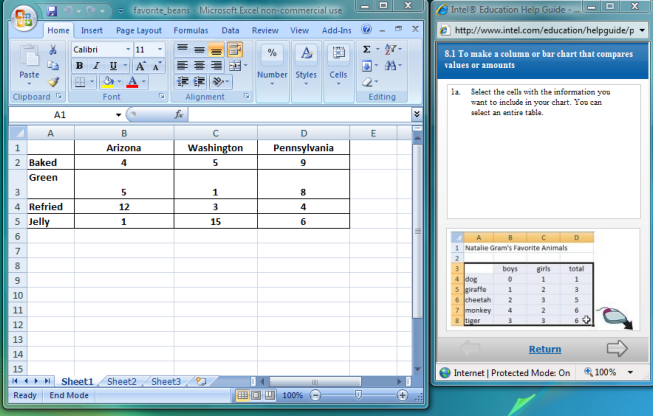 favorite_beans - Microsoft Excel non-commercial use
Home Insert Page Layout Formulas Data Review View Add-Ins
Paste
Calibri 11
B I U A A
A
%
Number
A
Styles
Cells
Σ
Clipboard Font Alignment Editing
A1 fx
A B C D E
1 Arizona Washington Pennsylvania
2 Baked 4 5 9
Green
3 5 1 8
4 Refried 12 3 4
5 Jelly 1 15 6
6
7
8
9
10
11
12
13
14
15
Sheet1 Sheet2 Sheet3
Ready End Mode 100%
Intel® Education Help Guide - ...
http://www.intel.com/education/helpguide/p
8.1 To make a column or bar chart that compares
values or amounts
1a. Select the cells with the information you
want to include in your chart. You can
select an entire table.
A B C D
1 Natalie Gram's Favorite Animals
2
3 boys girls total
4 dog 0 1 1
5 giraffe 1 2 3
6 cheetah 2 3 5
7 monkey 4 2 6
8 tiger 3 3 6
Return
Internet | Protected Mode: On 100%